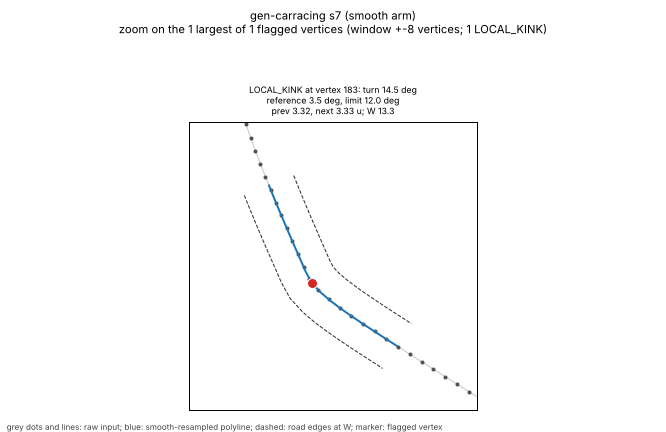 gen-carracing s7 (smooth arm)
zoom on the 1 largest of 1 flagged vertices (window +-8 vertices; 1 LOCAL_KINK)
LOCAL_KINK at vertex 183: turn 14.5 deg
reference 3.5 deg, limit 12.0 deg
prev 3.32, next 3.33 u; W 13.3
grey dots and lines: raw input; blue: smooth-resampled polyline; dashed: road edges at W; marker: flagged vertex